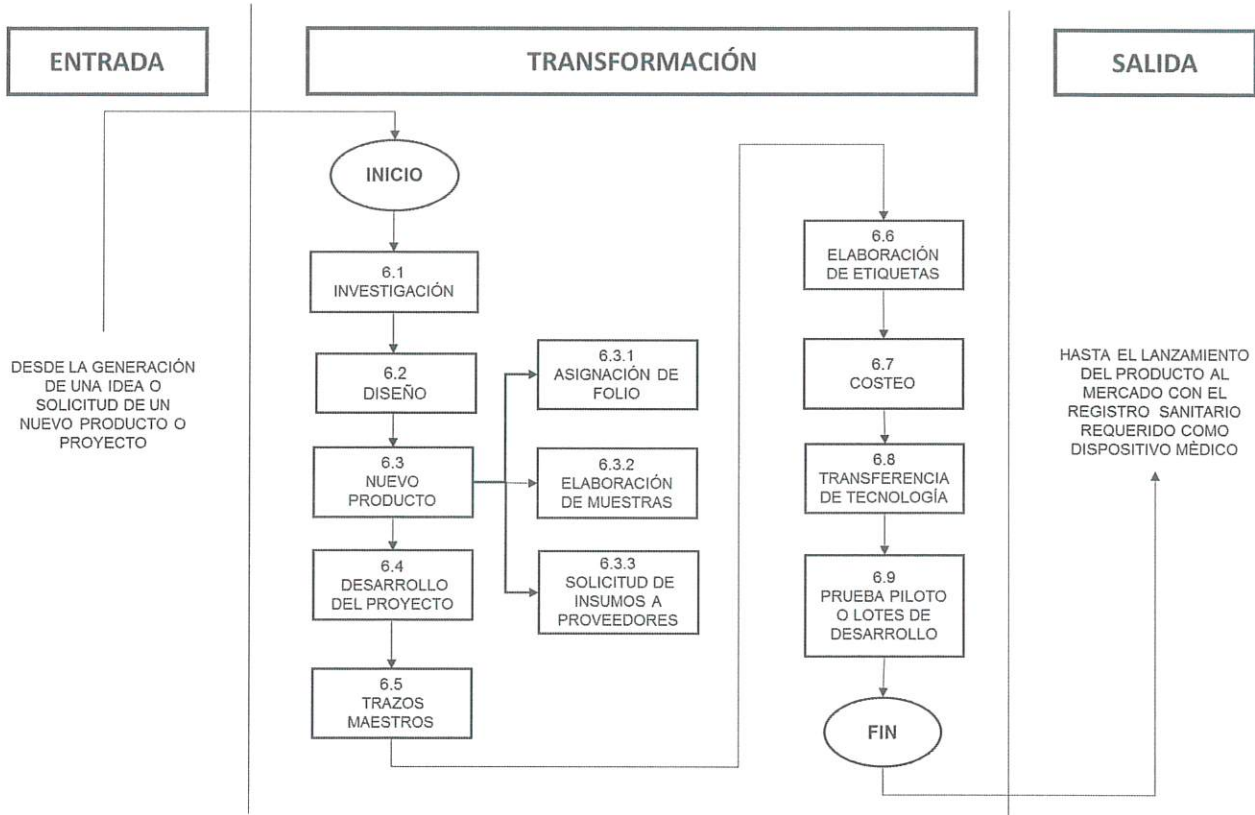 ENTRADA
TRANSFORMACIÓN
SALIDA
DESDE LA GENERACIÓN
DE UNA IDEA O
SOLICITUD DE UN
NUEVO PRODUCTO O
PROYECTO
INICIO
6.1
INVESTIGACIÓN
6.2
DISEÑO
6.3
NUEVO
PRODUCTO
6.3.1
ASIGNACIÓN DE
FOLIO
6.3.2
ELABORACIÓN
DE MUESTRAS
6.3.3
SOLICITUD DE
INSUMOS A
PROVEEDORES
6.4
DESARROLLO
DEL PROYECTO
6.5
TRAZOS
MAESTROS
6.6
ELABORACIÓN
DE ETIQUETAS
6.7
COSTEO
6.8
TRANSFERENCIA
DE TECNOLOGÍA
6.9
PRUEBA PILOTO
O LOTES DE
DESARROLLO
FIN
HASTA EL LANZAMIENTO
DEL PRODUCTO AL
MERCADO CON EL
REGISTRO SANITARIO
REQUERIDO COMO
DISPOSITIVO MÈDICO